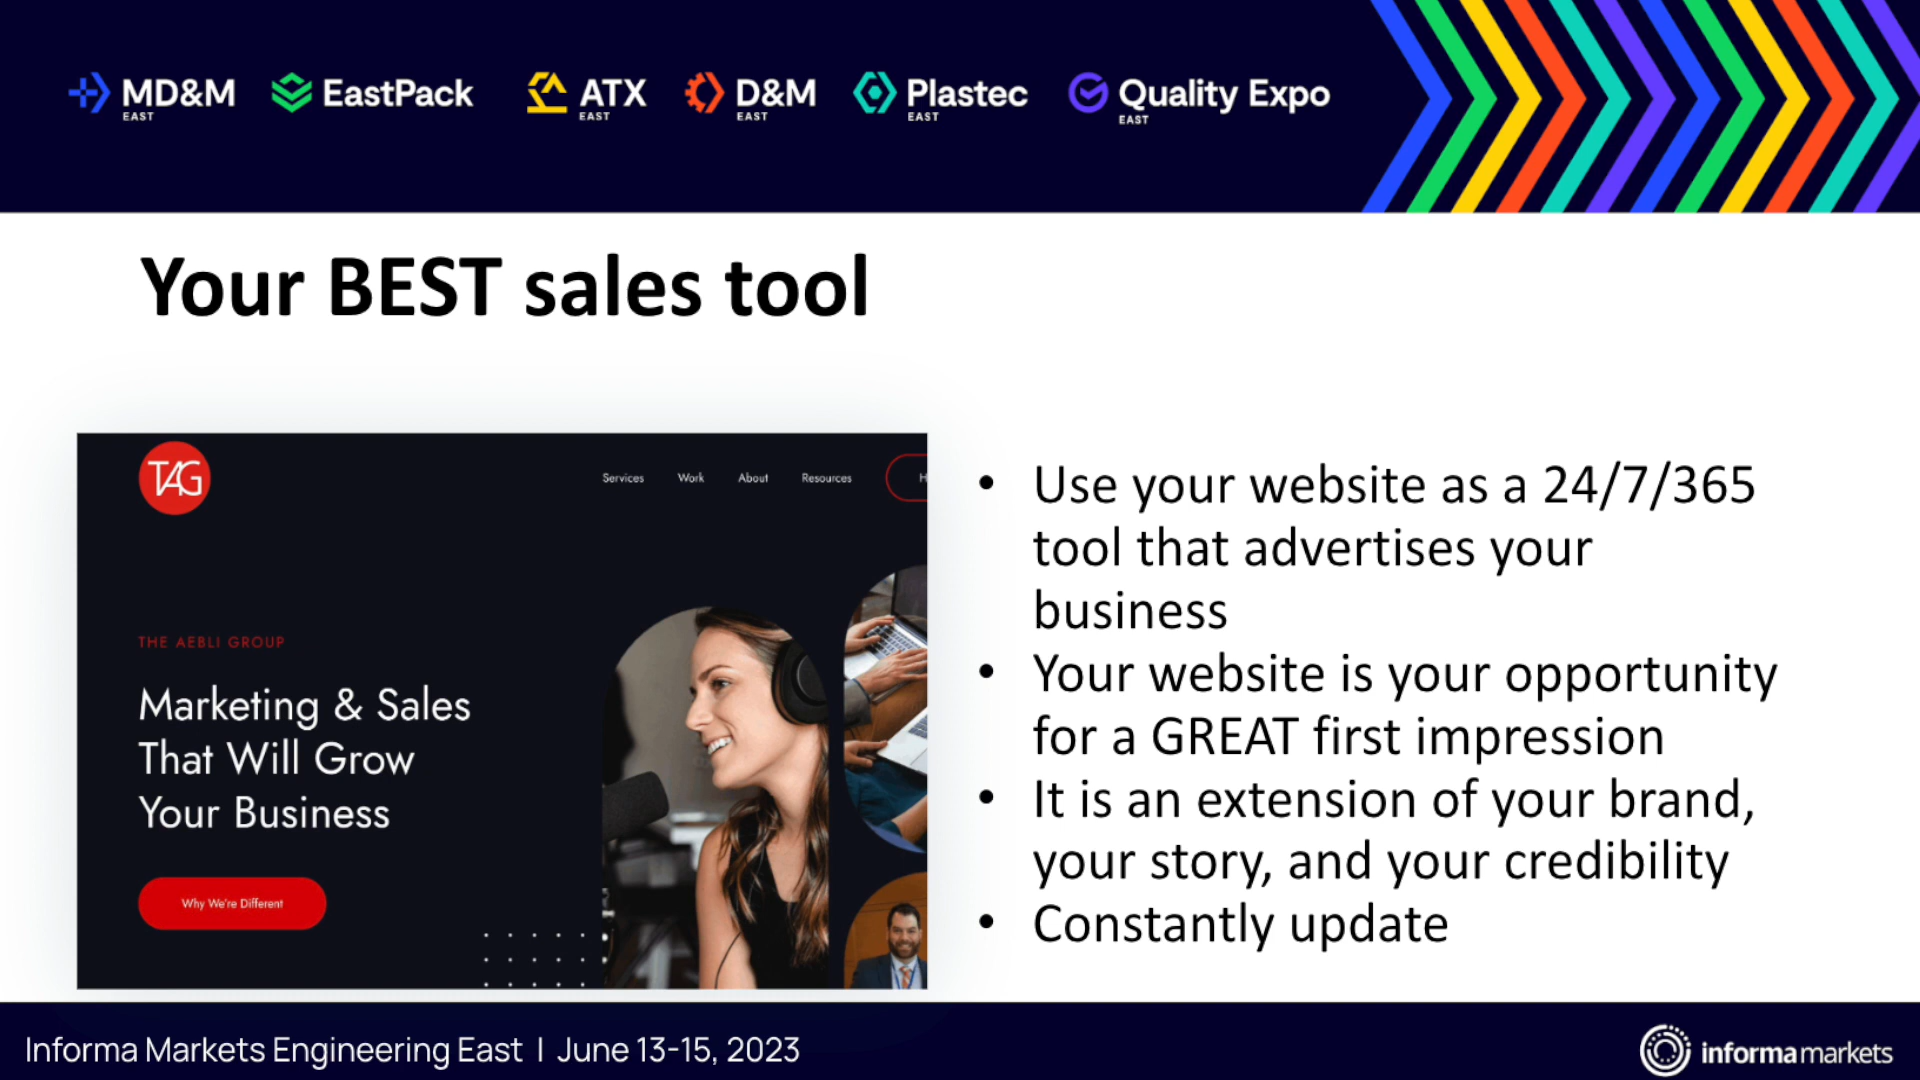 MD&M
EAST
EastPack
ATX
EAST
D&M
EAST
Plastec
EAST
Quality Expo
EAST
Your BEST sales tool
TAG
Services
Work
About
Resources
THE AEBLI GROUP
Marketing & Sales
That Will Grow
Your Business
Why We're Different
• Use your website as a 24/7/365
tool that advertises your
business
• Your website is your opportunity
for a GREAT first impression
• It is an extension of your brand,
your story, and your credibility
• Constantly update
Informa Markets Engineering East | June 13-15, 2023
informa markets